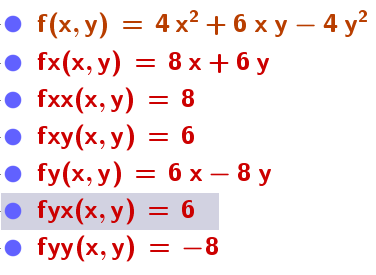 f(x, y) = 4 x² + 6 x y − 4 y²
fx(x, y) = 8 x + 6 y
fxx(x, y) = 8
fxy(x, y) = 6
fy(x, y) = 6 x − 8 y
fyx(x, y) = 6
fyy(x, y) = −8